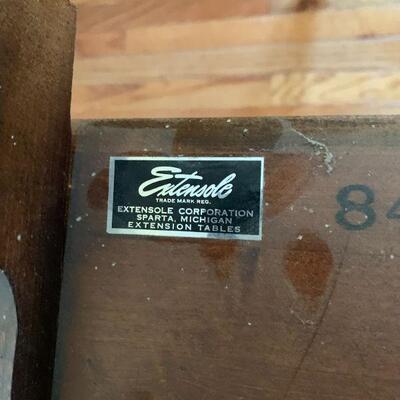 Extensole
TRADE MARK REG.
EXTENSOLE CORPORATION
SPARTA, MICHIGAN
EXTENSION TABLES
84